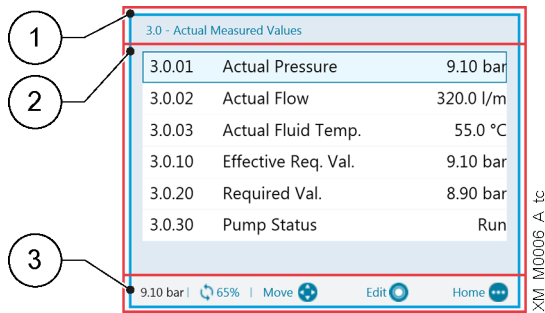 1
3.0 - Actual Measured Values
2
3.0.01 Actual Pressure 9.10 bar
3.0.02 Actual Flow 320.0 l/m
3.0.03 Actual Fluid Temp. 55.0 °C
3.0.10 Effective Req. Val. 9.10 bar
3.0.20 Required Val. 8.90 bar
3.0.30 Pump Status Run
3
9.10 bar | 65% | Move Edit Home
XM_M0006_A_tc